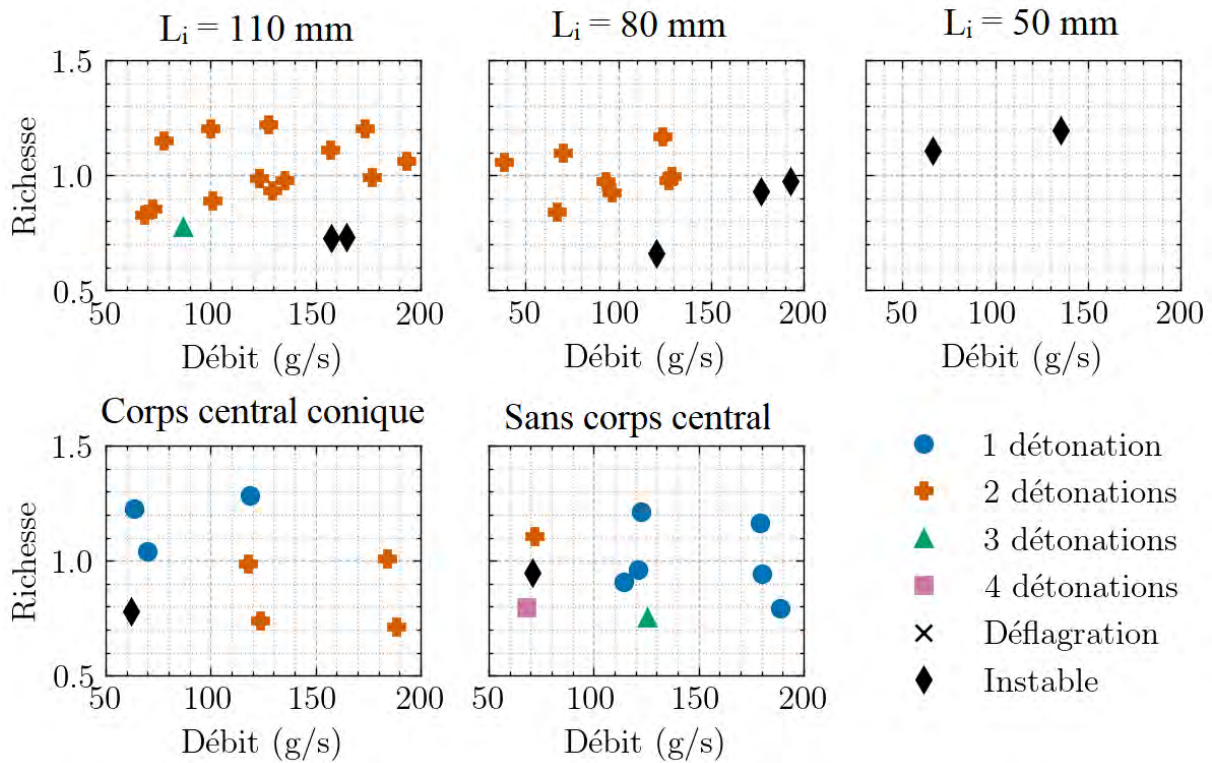 L_i = 110 mm
L_i = 80 mm
L_i = 50 mm
Richesse
1.5
1.0
0.5
50 100 150 200
50 100 150 200
50 100 150 200
Débit (g/s)
Débit (g/s)
Débit (g/s)
Corps central conique
Sans corps central
Richesse
1.5
1.0
0.5
50 100 150 200
50 100 150 200
Débit (g/s)
Débit (g/s)
1 détonation
2 détonations
3 détonations
4 détonations
Déflagration
Instable